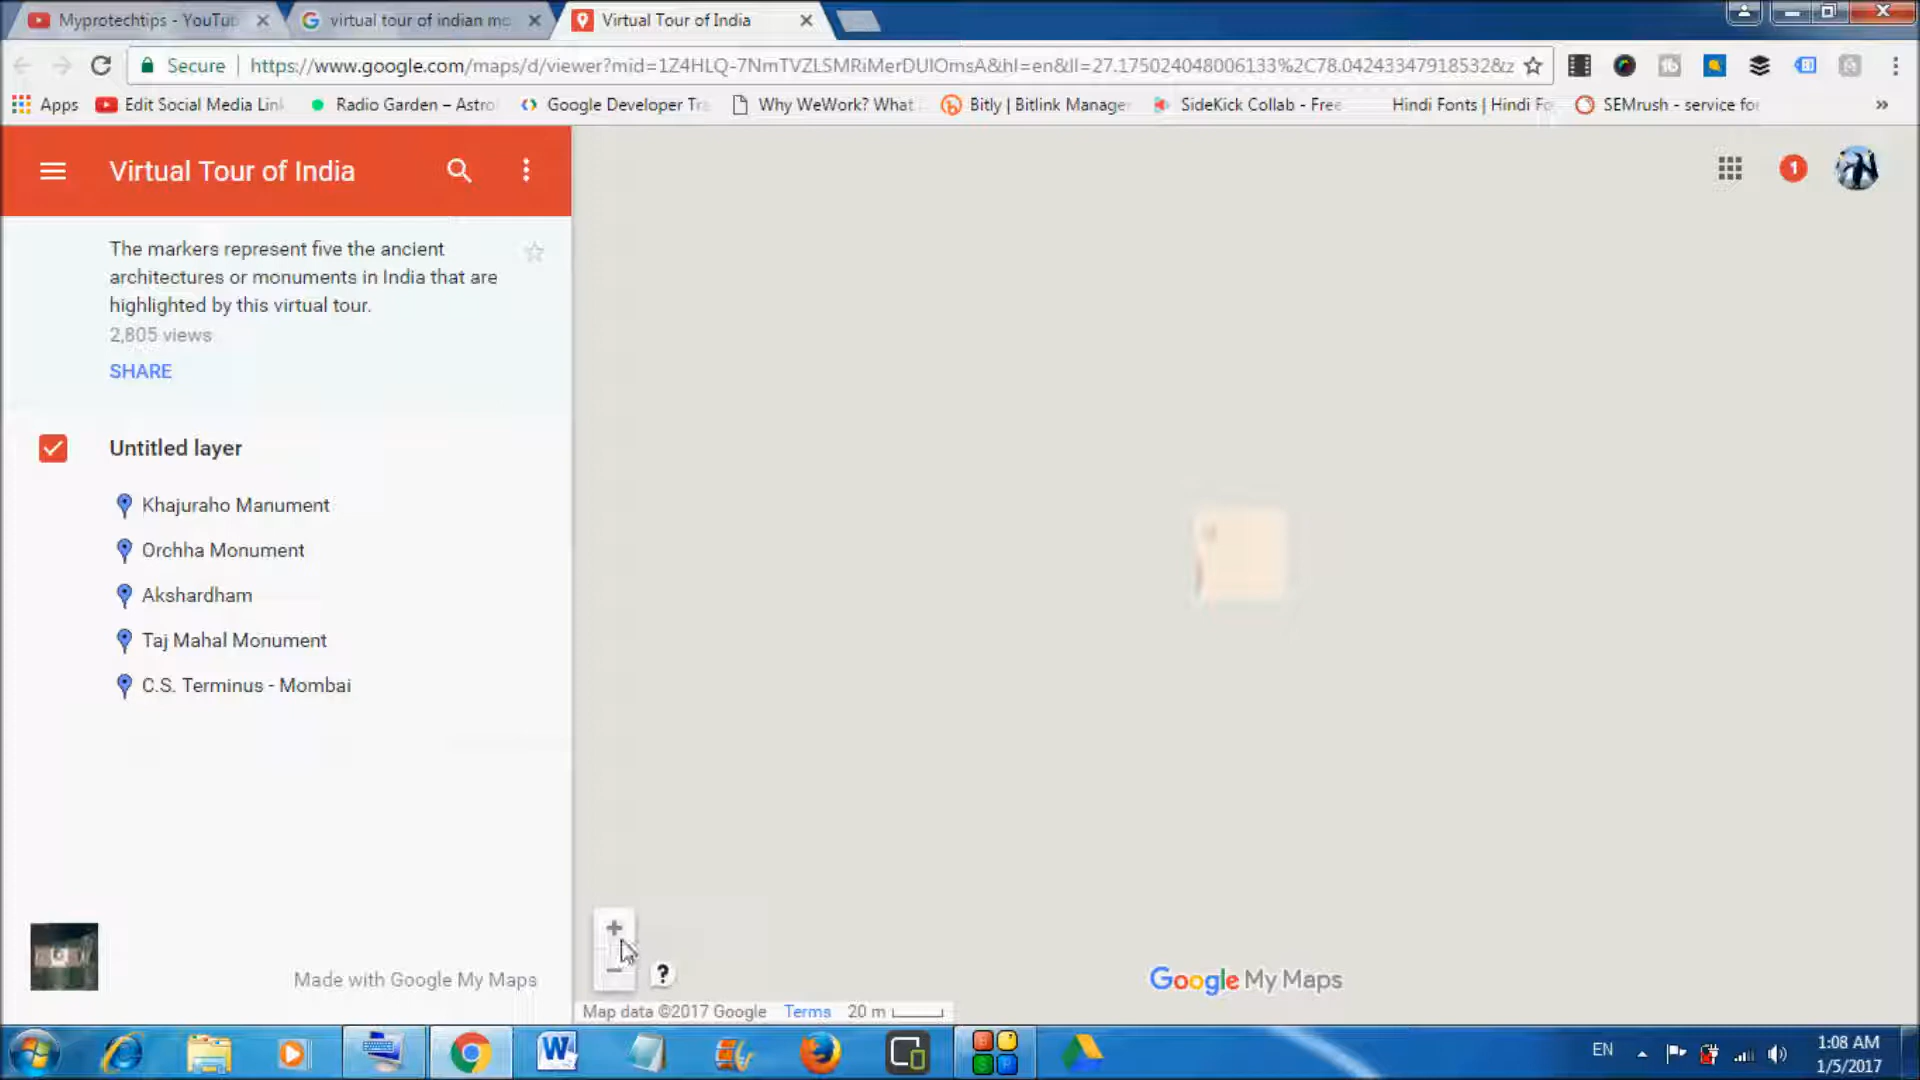 Myprotechtips - YouTub
virtual tour of indian mo
Virtual Tour of India
Secure
https://www.google.com/maps/d/viewer?mid=1Z4HLQ-7NmTVZLSMRiMerDUIOmsA&hl=en&ll=27.175024048006133%2C78.04243347918532&z
Apps
Edit Social Media Link
Radio Garden – Astro
Google Developer Tr
Why WeWork? What
Bitly | Bitlink Manage
SideKick Collab - Free
Hindi Fonts | Hindi Fo
SEMrush - service fo
Virtual Tour of India
1
The markers represent five the ancient
architectures or monuments in India that are
highlighted by this virtual tour.
2,805 views
SHARE
Untitled layer
Khajuraho Manument
Orchha Monument
Akshardham
Taj Mahal Monument
C.S. Terminus - Mombai
Made with Google My Maps
+
−
?
Google My Maps
Map data ©2017 Google
Terms
20 m
EN
1:08 AM
1/5/2017